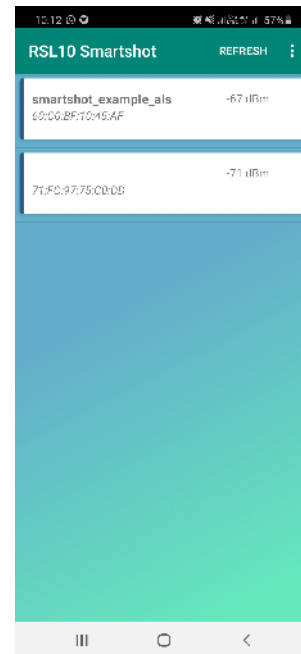 10.12
57%
RSL10 Smartshot REFRESH
smartshot_example_als -67 dBm
60:C0:BF:10:45:AF
-71 dBm
71:FC:97:75:CD:DB